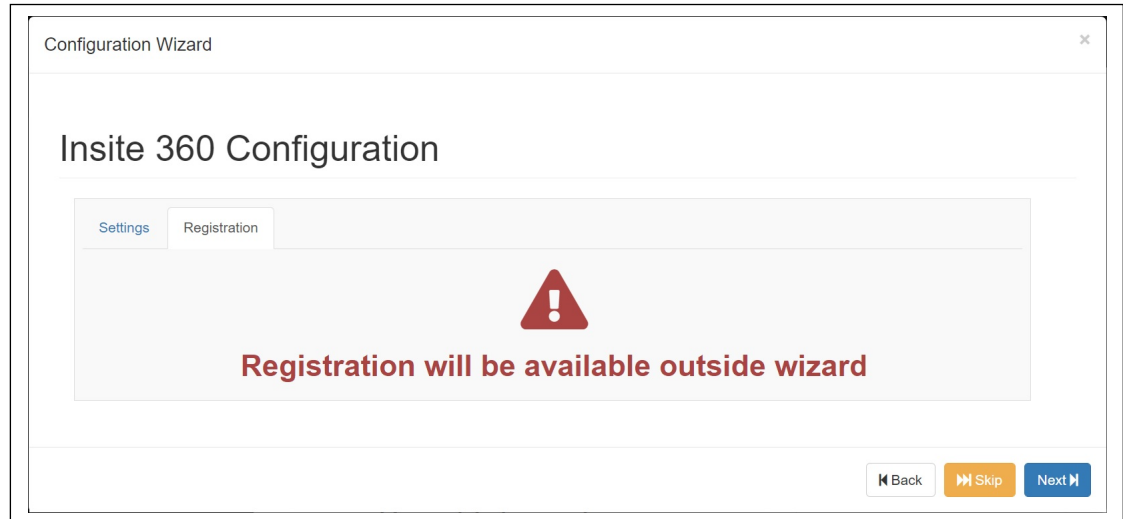 Configuration Wizard ×
Insite 360 Configuration
Settings Registration
Registration will be available outside wizard
Back Skip Next